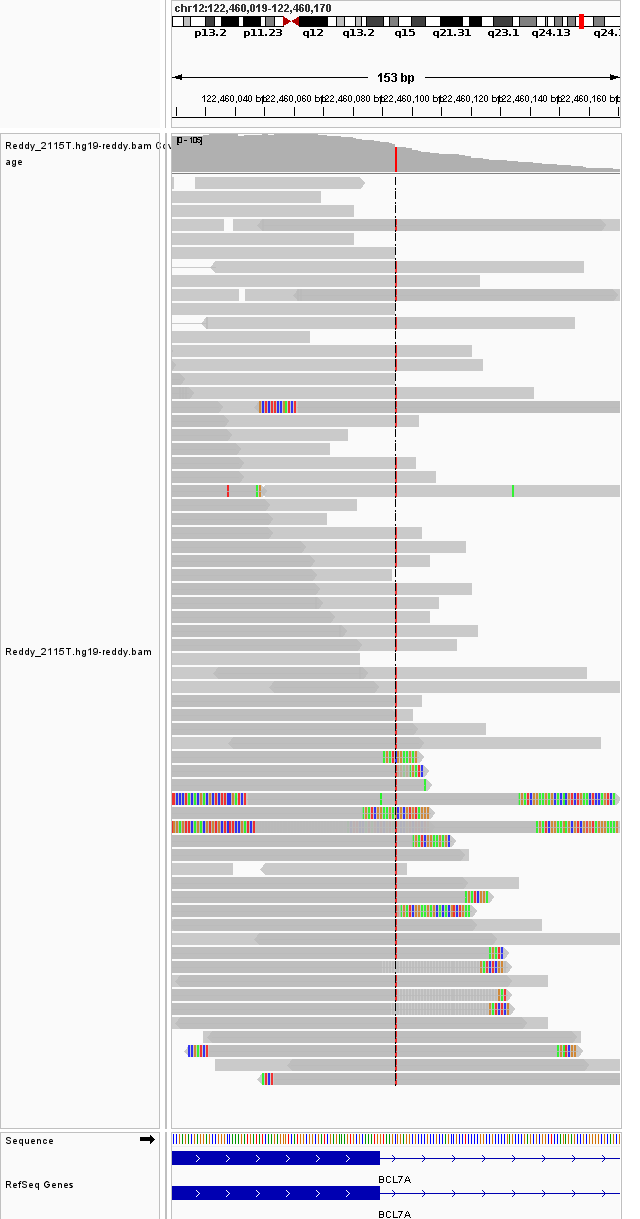 chr12:122,460,019-122,460,170
p13.2 p11.23 q12 q13.2 q15 q21.31 q23.1 q24.13 q24.
153 bp
122,460,040 bp 122,460,060 bp 122,460,080 bp 122,460,100 bp 122,460,120 bp 122,460,140 bp 122,460,160 bp
Reddy_2115T.hg19-reddy.bam Cov
age
[0 - 106]
Reddy_2115T.hg19-reddy.bam
Sequence
RefSeq Genes
BCL7A
BCL7A